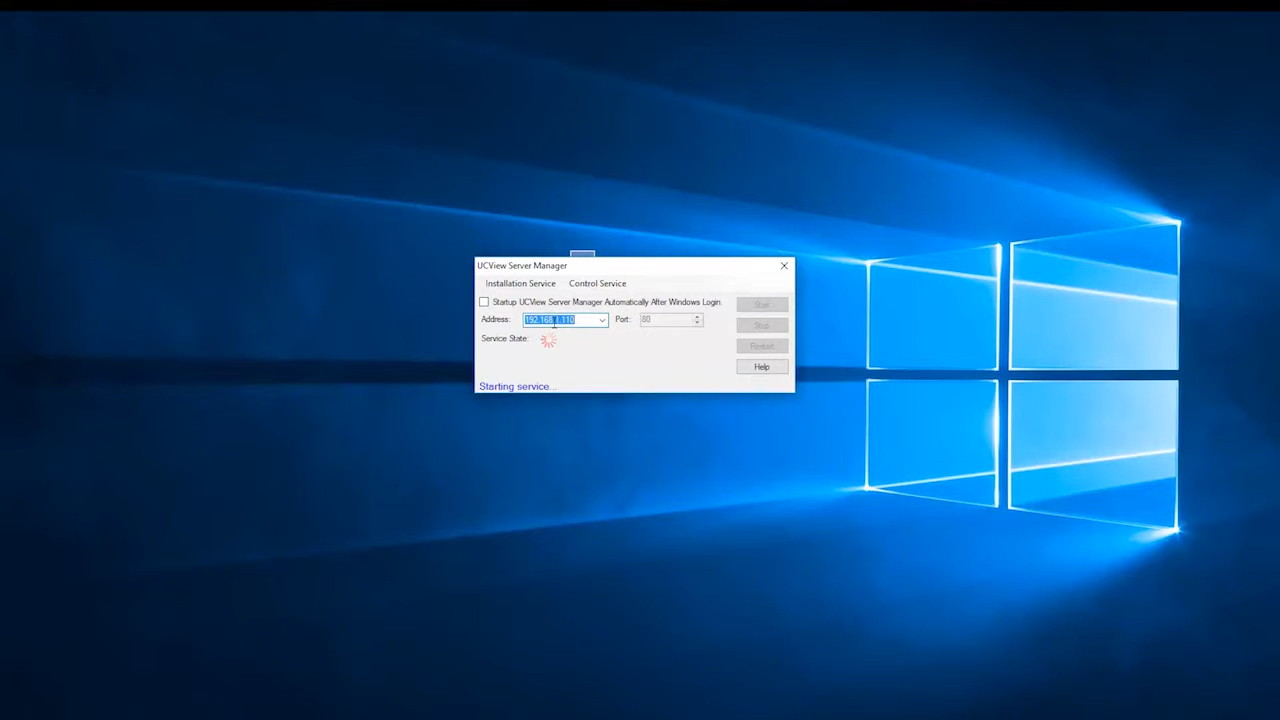 UCView Server Manager
Installation Service Control Service
Startup UCView Server Manager Automatically After Windows Login
Start
Address: 192.168.1.110 Port: 80
Stop
Service State:
Restart
Help
Starting service...